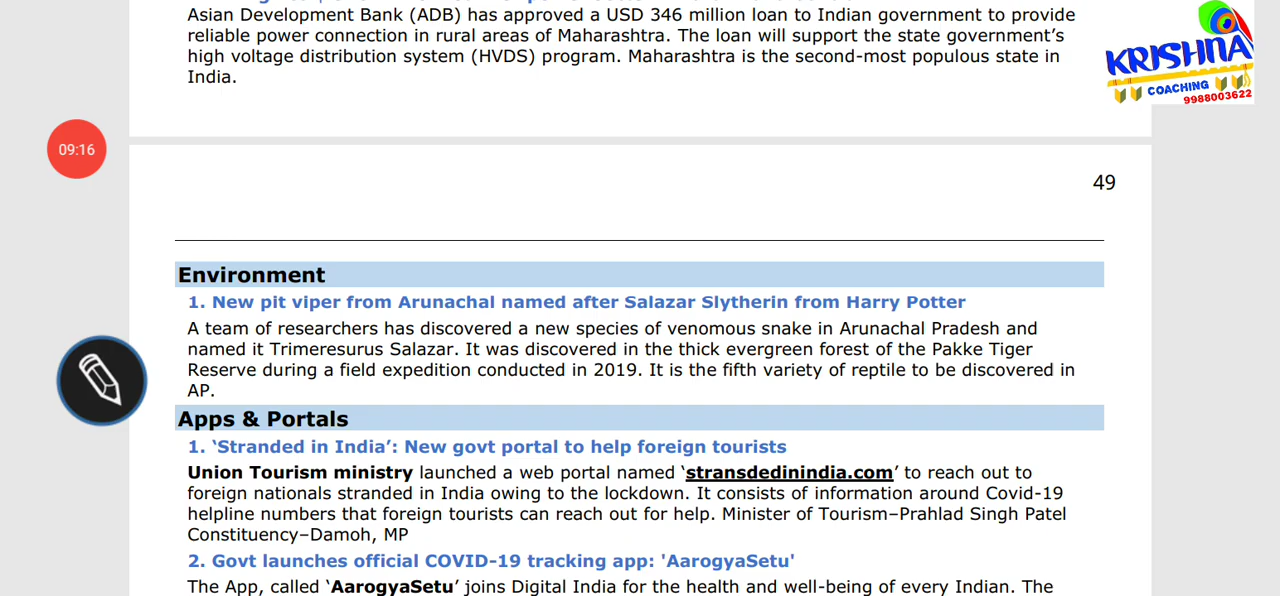 Asian Development Bank (ADB) has approved a USD 346 million loan to Indian government to provide
reliable power connection in rural areas of Maharashtra. The loan will support the state government's
high voltage distribution system (HVDS) program. Maharashtra is the second-most populous state in
India.
KRISHNA
COACHING
9988003622
09:16
49
Environment
1. New pit viper from Arunachal named after Salazar Slytherin from Harry Potter
A team of researchers has discovered a new species of venomous snake in Arunachal Pradesh and
named it Trimeresurus Salazar. It was discovered in the thick evergreen forest of the Pakke Tiger
Reserve during a field expedition conducted in 2019. It is the fifth variety of reptile to be discovered in
AP.
Apps & Portals
1. ‘Stranded in India’: New govt portal to help foreign tourists
Union Tourism ministry launched a web portal named ‘stransdedinindia.com’ to reach out to
foreign nationals stranded in India owing to the lockdown. It consists of information around Covid-19
helpline numbers that foreign tourists can reach out for help. Minister of Tourism–Prahlad Singh Patel
Constituency–Damoh, MP
2. Govt launches official COVID-19 tracking app: 'AarogyaSetu'
The App, called ‘AarogyaSetu’ joins Digital India for the health and well-being of every Indian. The